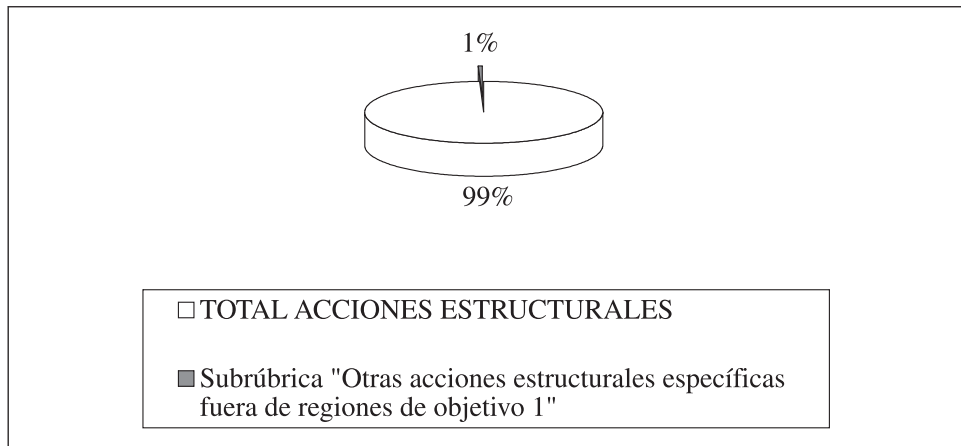 1%
99%
TOTAL ACCIONES ESTRUCTURALES
Subrúbrica "Otras acciones estructurales específicas
fuera de regiones de objetivo 1"